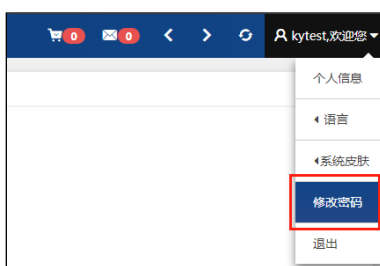 0 0 kytest,欢迎您
个人信息
语言
系统皮肤
修改密码
退出